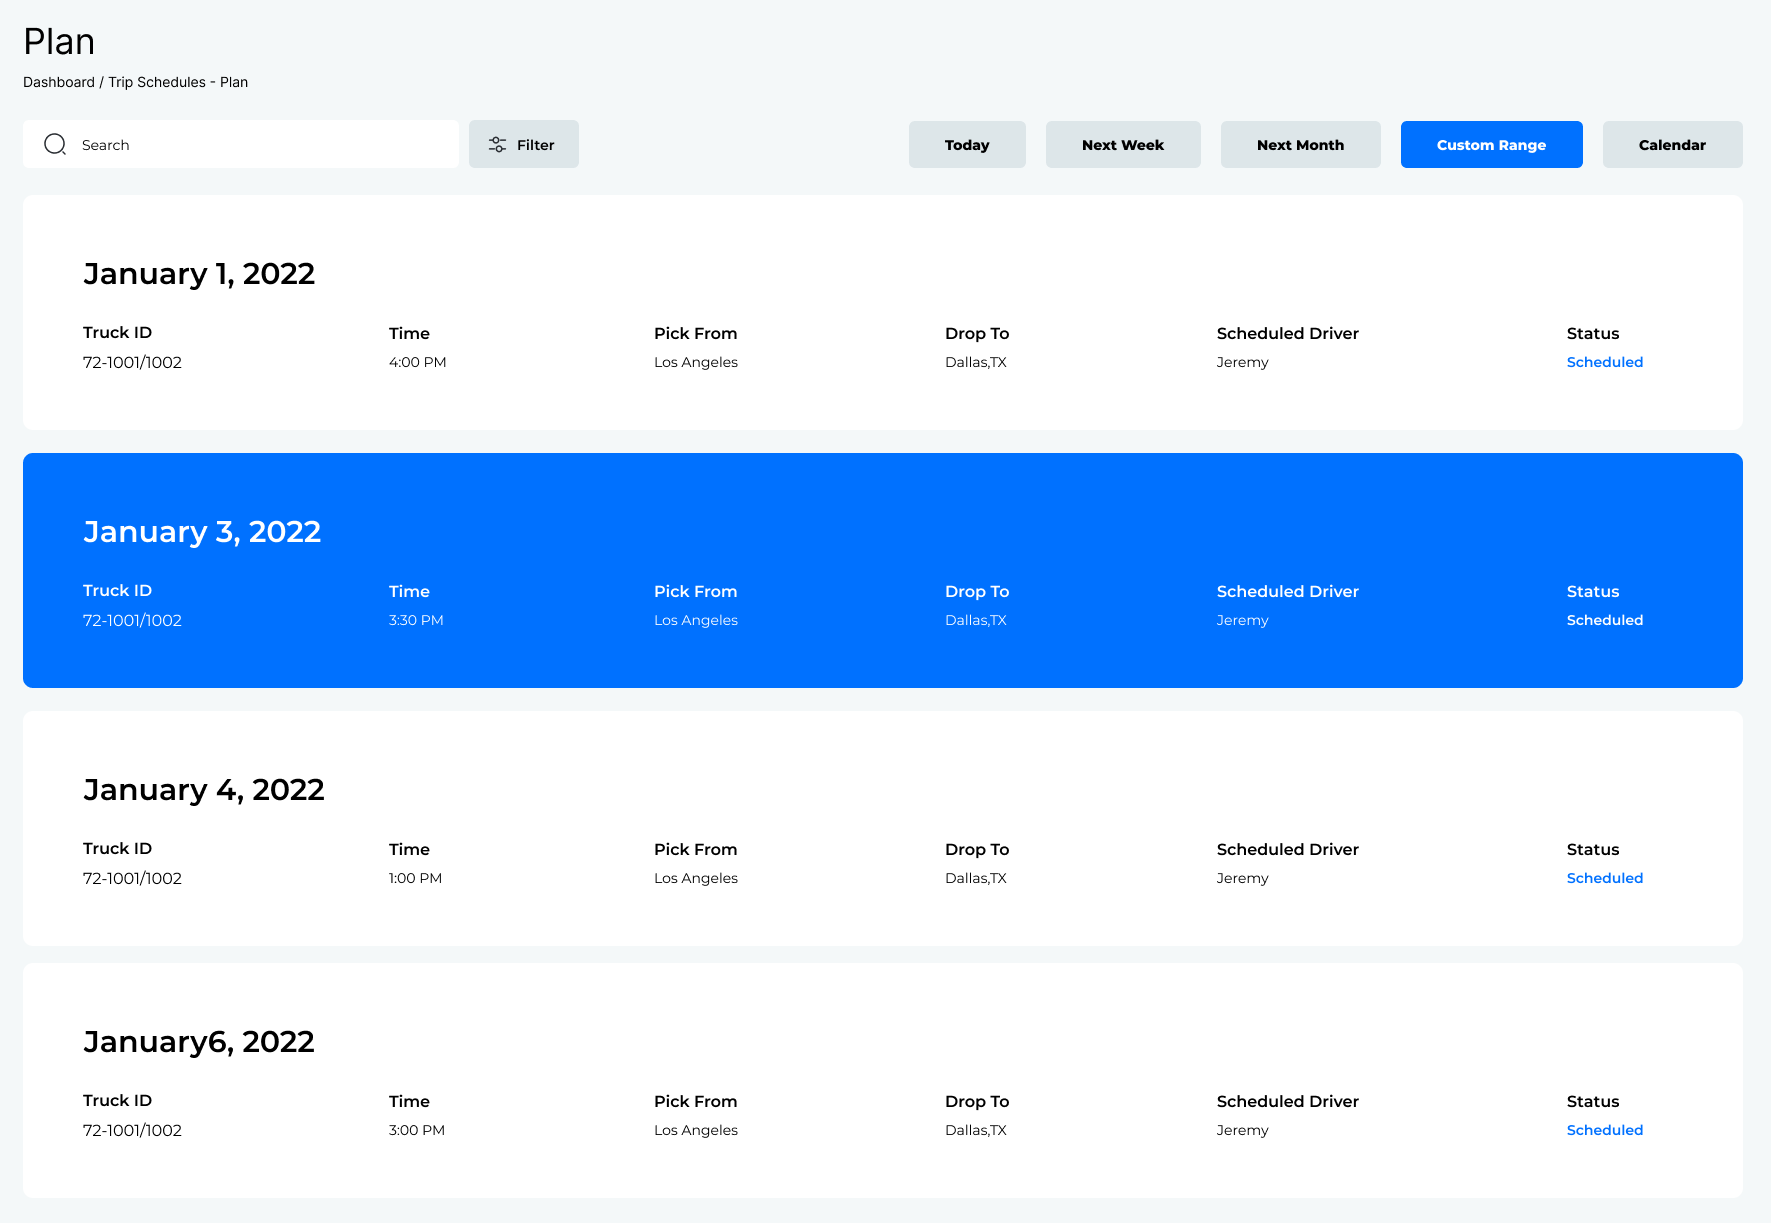 Plan
Dashboard / Trip Schedules - Plan
Search
Filter
Today
Next Week
Next Month
Custom Range
Calendar
January 1, 2022
Truck ID Time Pick From Drop To Scheduled Driver Status
72-1001/1002 4:00 PM Los Angeles Dallas,TX Jeremy Scheduled
January 3, 2022
Truck ID Time Pick From Drop To Scheduled Driver Status
72-1001/1002 3:30 PM Los Angeles Dallas,TX Jeremy Scheduled
January 4, 2022
Truck ID Time Pick From Drop To Scheduled Driver Status
72-1001/1002 1:00 PM Los Angeles Dallas,TX Jeremy Scheduled
January6, 2022
Truck ID Time Pick From Drop To Scheduled Driver Status
72-1001/1002 3:00 PM Los Angeles Dallas,TX Jeremy Scheduled